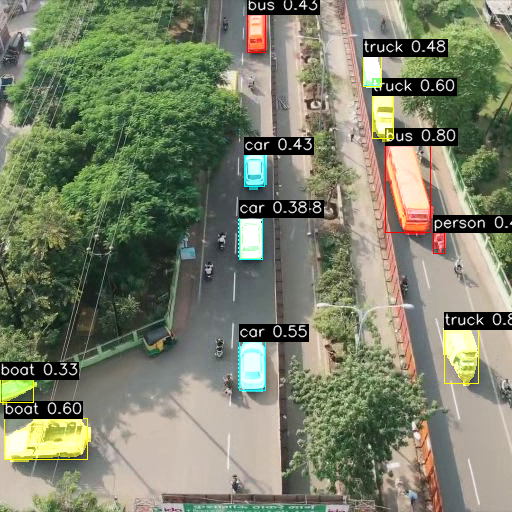 bus 0.43
truck 0.48
truck 0.60
bus 0.80
car 0.43
car 0.38
person 0.4
truck 0.8
car 0.55
boat 0.33
boat 0.60